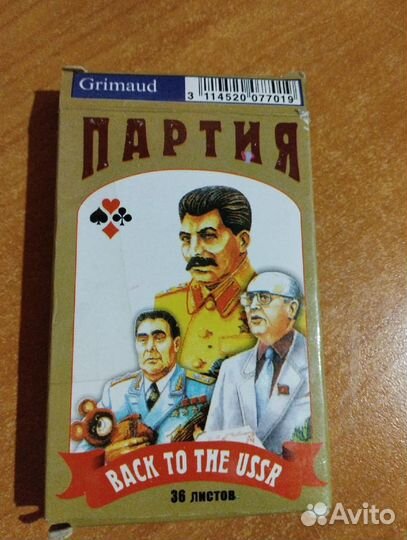 Grimaud
3 114520 077019
ПАРТИЯ
BACK TO THE USSR
36 листов
Avito